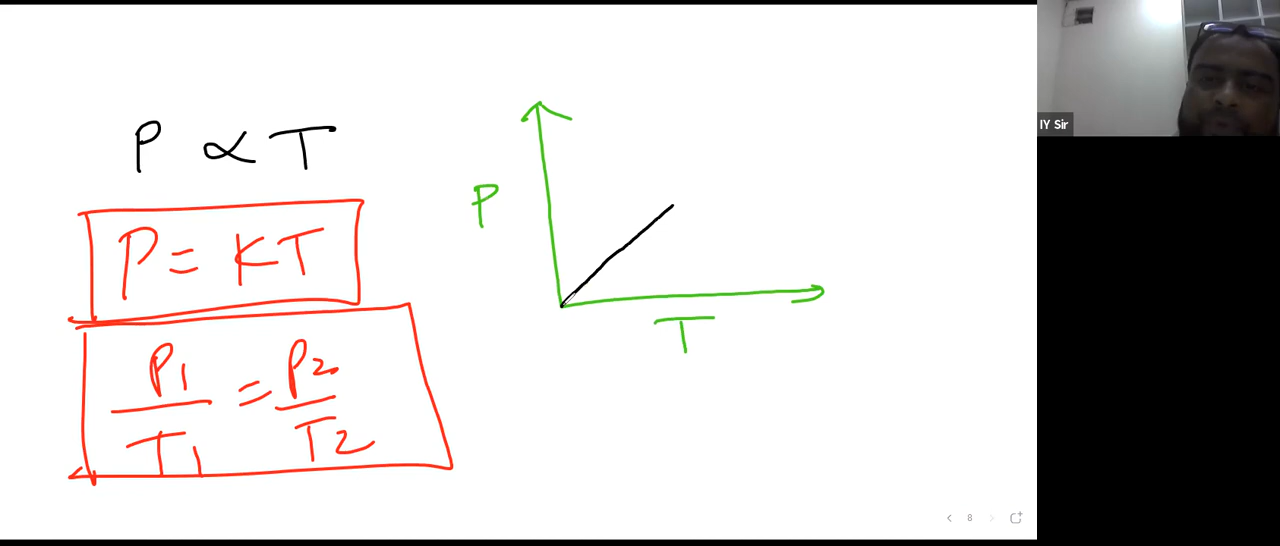 P ∝ T
P = KT
P1/T1 = P2/T2
P
T
IY Sir
8